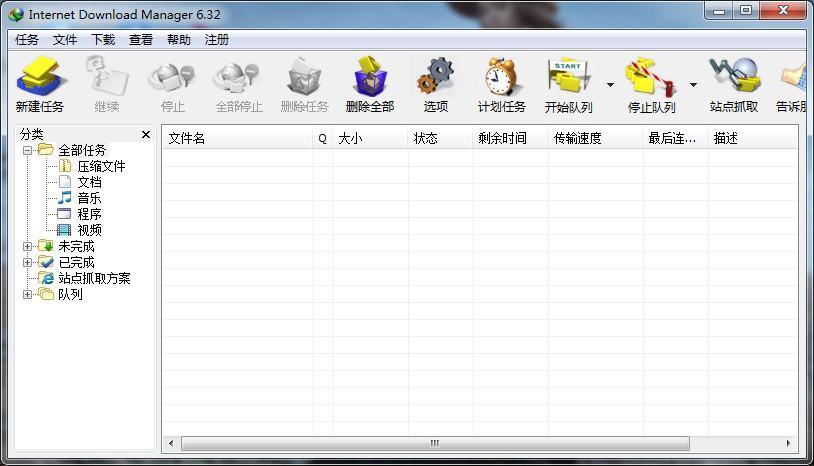 Internet Download Manager 6.32
任务 文件 下载 查看 帮助 注册
START
新建任务 继续 停止 全部停止 删除任务 删除全部 选项 计划任务 开始队列 停止队列 站点抓取 告诉朋
分类
文件名 Q 大小 状态 剩余时间 传输速度 最后连... 描述
全部任务
压缩文件
文档
音乐
程序
视频
未完成
已完成
站点抓取方案
队列